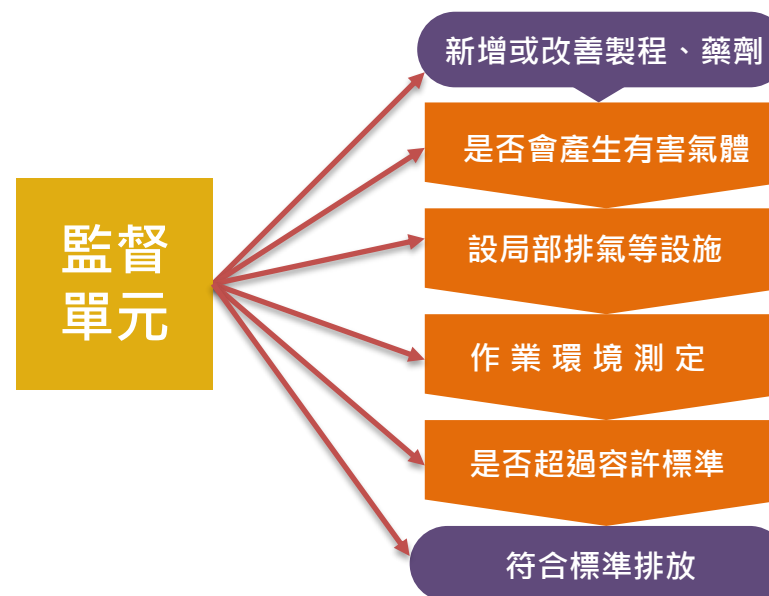 監督
單元
新增或改善製程、藥劑
是否會產生有害氣體
設局部排氣等設施
作業環境測定
是否超過容許標準
符合標準排放